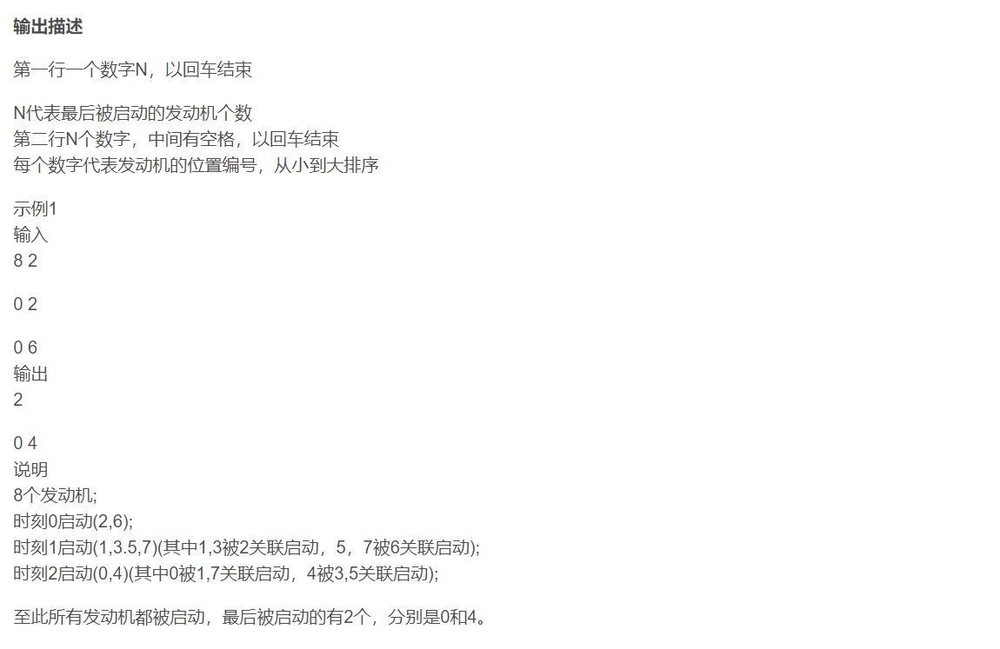 输出描述
第一行一个数字N，以回车结束
N代表最后被启动的发动机个数
第二行N个数字，中间有空格，以回车结束
每个数字代表发动机的位置编号，从小到大排序
示例1
输入
8 2
0 2
0 6
输出
2
0 4
说明
8个发动机;
时刻0启动(2,6);
时刻1启动(1,3.5,7)(其中1,3被2关联启动，5，7被6关联启动);
时刻2启动(0,4)(其中0被1,7关联启动，4被3,5关联启动);
至此所有发动机都被启动，最后被启动的有2个，分别是0和4。